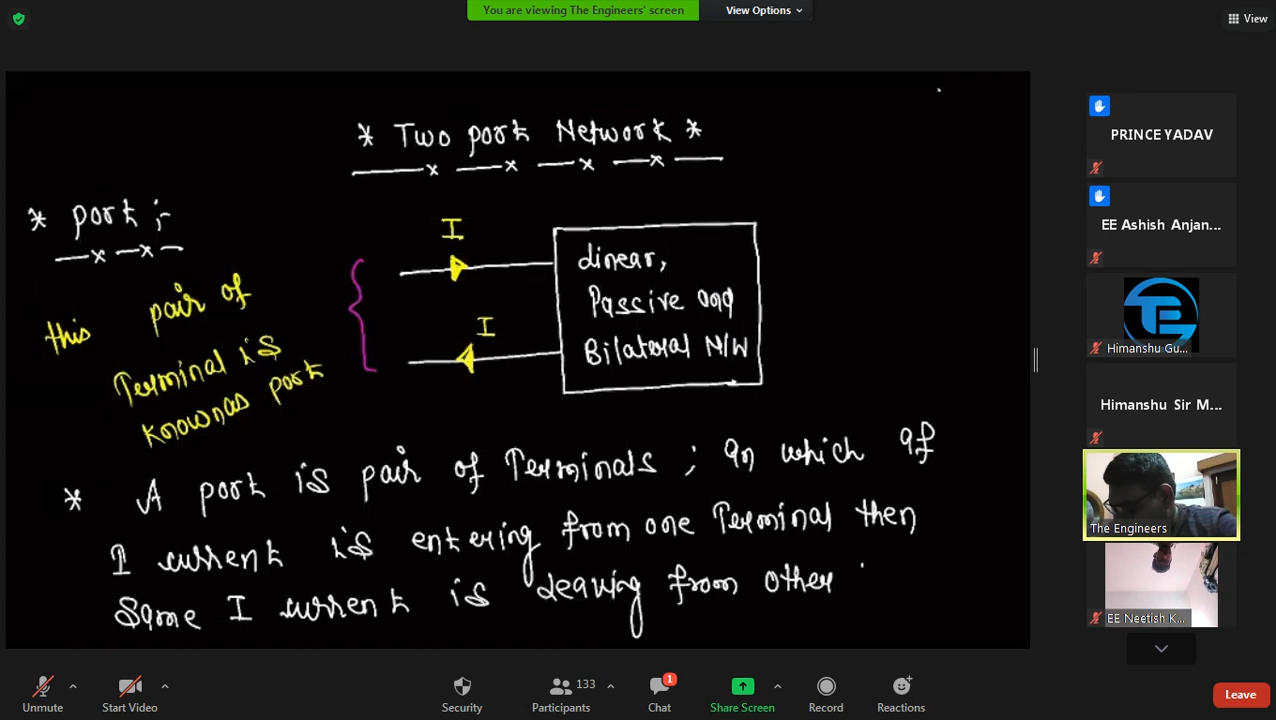 You are viewing The Engineers' screen
View Options
View
* Two port Network *
* port :-
I
I
this pair of
Terminal is
known as port
Linear,
Passive and
Bilateral N/W
* A port is pair of Terminals ; in which if
I current is entering from one Terminal then
Same I current is leaving from other
PRINCE YADAV
EE Ashish Anjan...
Himanshu Gu...
Himanshu Sir M...
The Engineers
EE Neetish K...
Unmute
Start Video
Security
133
Participants
1
Chat
Share Screen
Record
Reactions
Leave